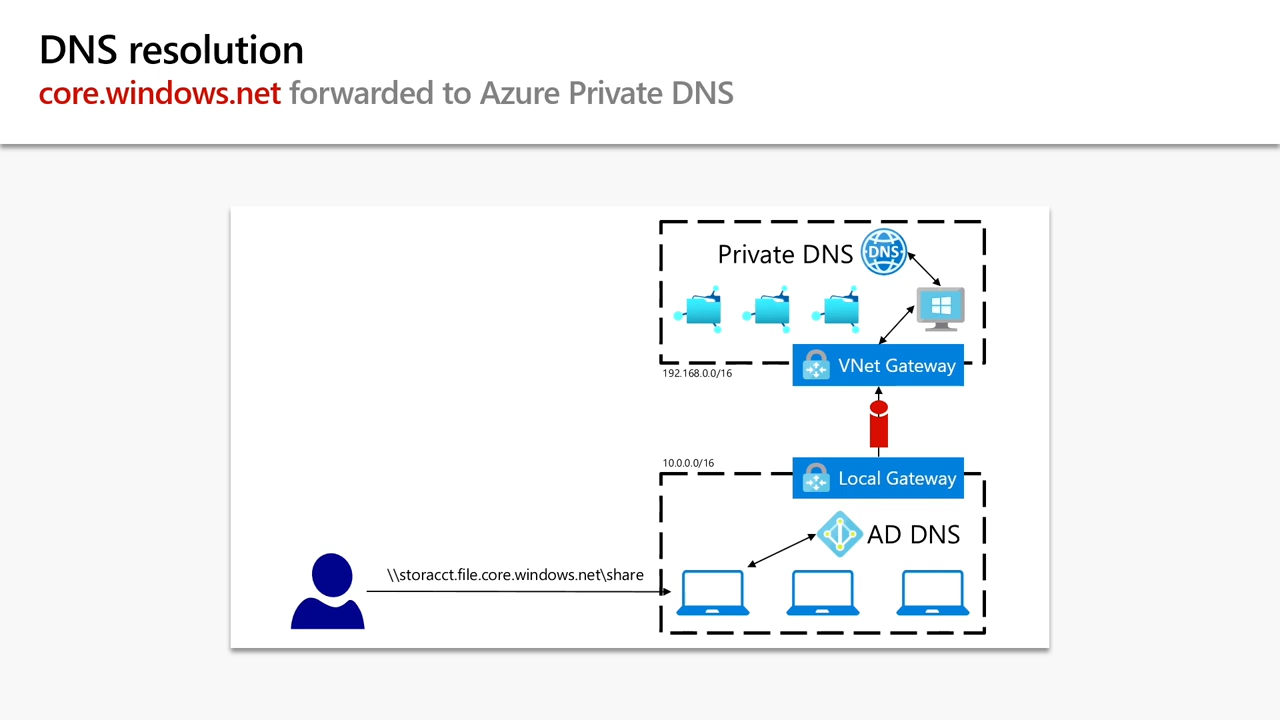 DNS resolution
core.windows.net forwarded to Azure Private DNS
Private DNS
DNS
VNet Gateway
192.168.0.0/16
10.0.0.0/16
Local Gateway
AD DNS
\\storacct.file.core.windows.net\share